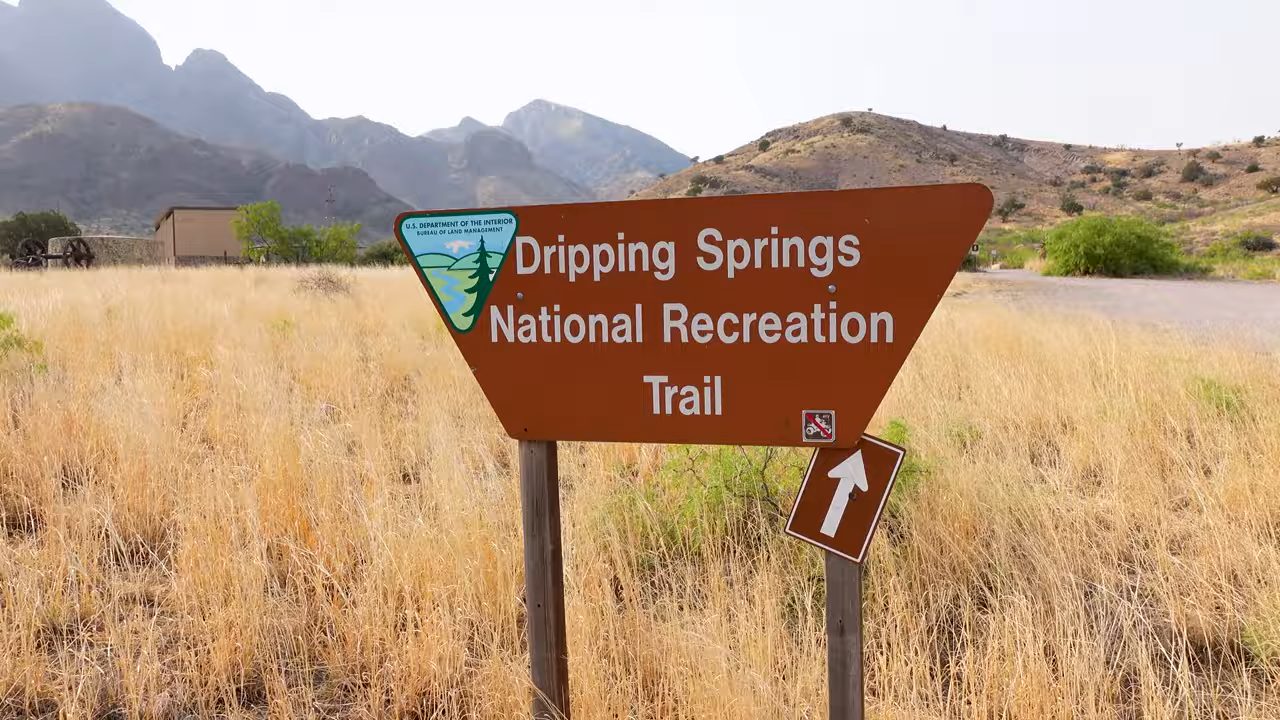 U.S. DEPARTMENT OF THE INTERIOR
BUREAU OF LAND MANAGEMENT
Dripping Springs
National Recreation
Trail